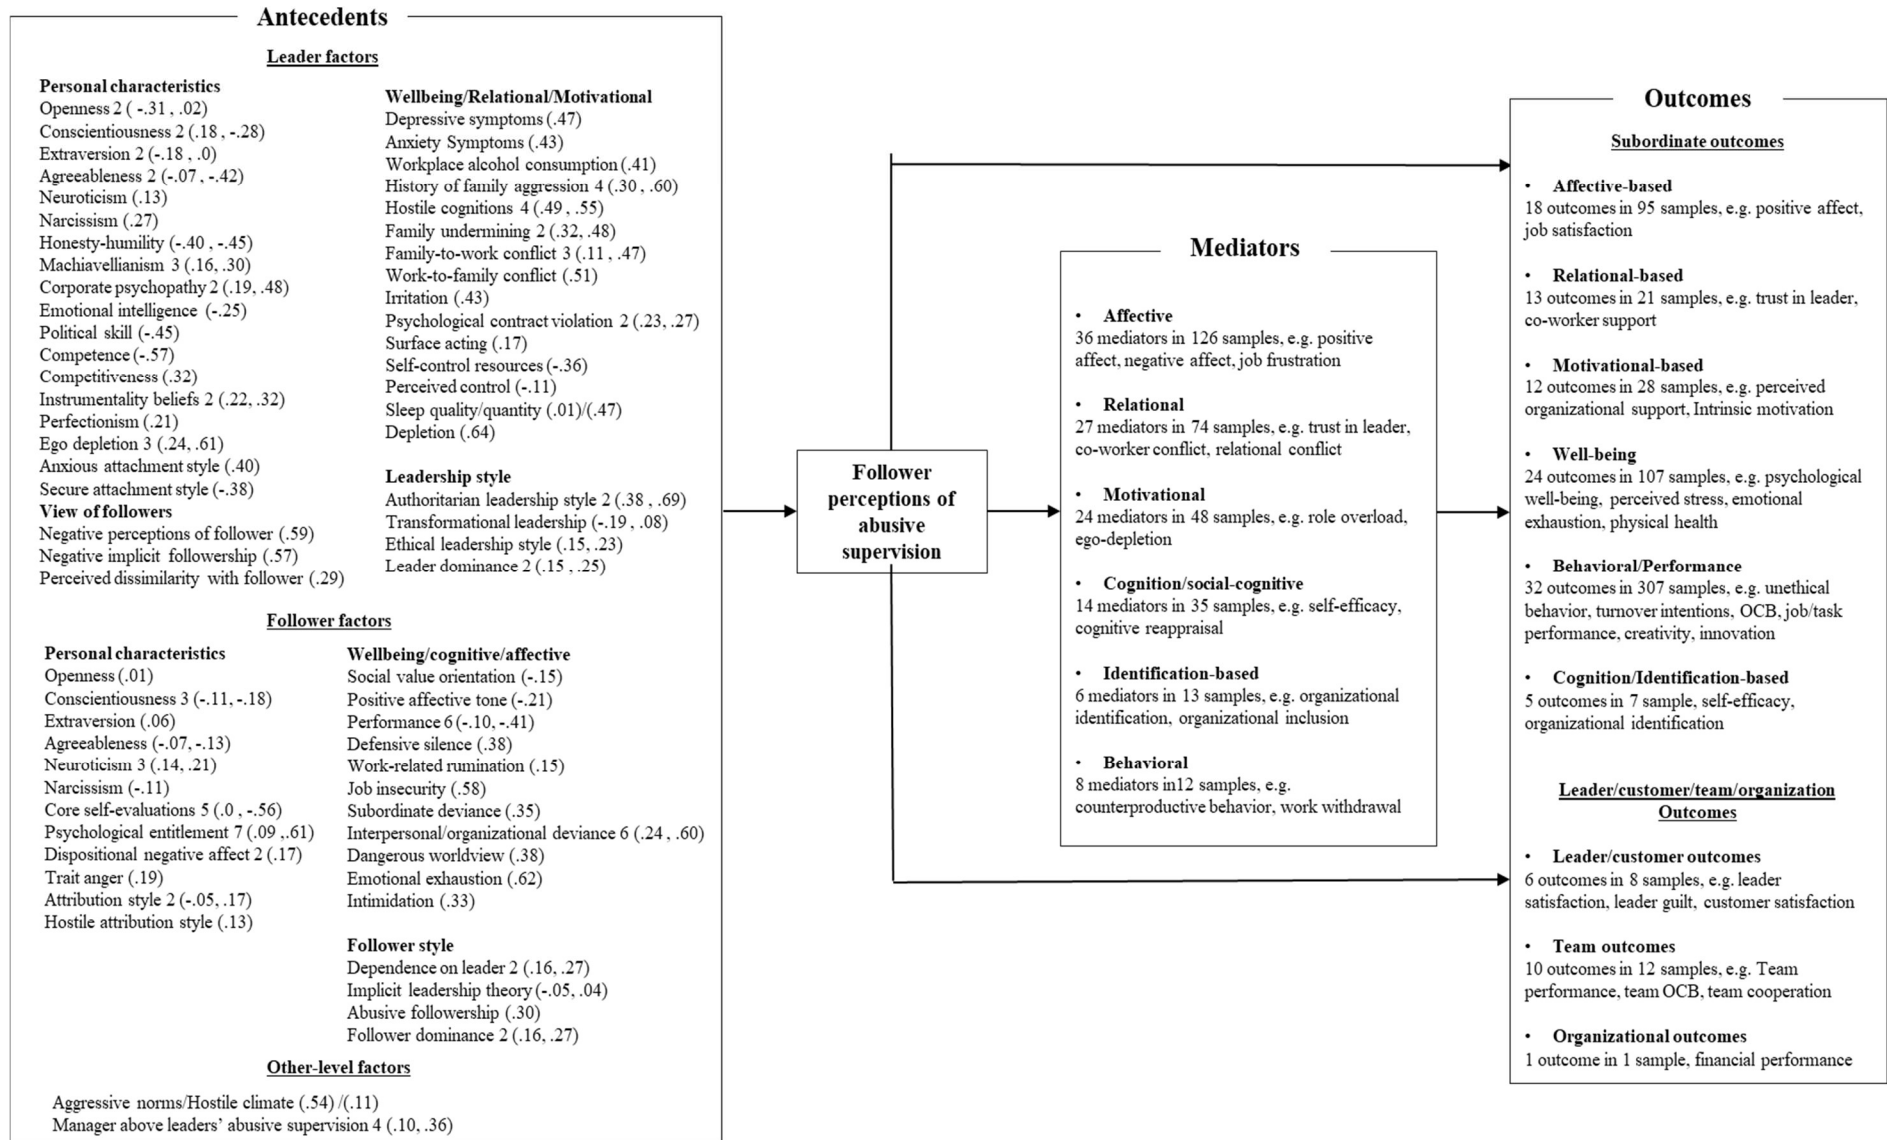 Antecedents
Leader factors
Personal characteristics
Openness 2 ( -.31 , .02)
Conscientiousness 2 (.18 , -.28)
Extraversion 2 (-.18 , .0)
Agreeableness 2 (-.07 , -.42)
Neuroticism (.13)
Narcissism (.27)
Honesty-humility (-.40 , -.45)
Machiavellianism 3 (.16, .30)
Corporate psychopathy 2 (.19, .48)
Emotional intelligence (-.25)
Political skill (-.45)
Competence (-.57)
Competitiveness (.32)
Instrumentality beliefs 2 (.22, .32)
Perfectionism (.21)
Ego depletion 3 (.24, .61)
Anxious attachment style (.40)
Secure attachment style (-.38)
View of followers
Negative perceptions of follower (.59)
Negative implicit followership (.57)
Perceived dissimilarity with follower (.29)
Wellbeing/Relational/Motivational
Depressive symptoms (.47)
Anxiety Symptoms (.43)
Workplace alcohol consumption (.41)
History of family aggression 4 (.30 , .60)
Hostile cognitions 4 (.49 , .55)
Family undermining 2 (.32, .48)
Family-to-work conflict 3 (.11 , .47)
Work-to-family conflict (.51)
Irritation (.43)
Psychological contract violation 2 (.23, .27)
Surface acting (.17)
Self-control resources (-.36)
Perceived control (-.11)
Sleep quality/quantity (.01)/(.47)
Depletion (.64)
Leadership style
Authoritarian leadership style 2 (.38 , .69)
Transformational leadership (-.19 , .08)
Ethical leadership style (.15, .23)
Leader dominance 2 (.15 , .25)
Follower factors
Personal characteristics
Openness (.01)
Conscientiousness 3 (-.11, -.18)
Extraversion (.06)
Agreeableness (-.07, -.13)
Neuroticism 3 (.14, .21)
Narcissism (-.11)
Core self-evaluations 5 (.0 , -.56)
Psychological entitlement 7 (.09 ,.61)
Dispositional negative affect 2 (.17)
Trait anger (.19)
Attribution style 2 (-.05, .17)
Hostile attribution style (.13)
Wellbeing/cognitive/affective
Social value orientation (-.15)
Positive affective tone (-.21)
Performance 6 (-.10, -.41)
Defensive silence (.38)
Work-related rumination (.15)
Job insecurity (.58)
Subordinate deviance (.35)
Interpersonal/organizational deviance 6 (.24 , .60)
Dangerous worldview (.38)
Emotional exhaustion (.62)
Intimidation (.33)
Follower style
Dependence on leader 2 (.16, .27)
Implicit leadership theory (-.05, .04)
Abusive followership (.30)
Follower dominance 2 (.16, .27)
Other-level factors
Aggressive norms/Hostile climate (.54) /(.11)
Manager above leaders' abusive supervision 4 (.10, .36)
Follower
perceptions of
abusive
supervision
Mediators
• Affective
36 mediators in 126 samples, e.g. positive
affect, negative affect, job frustration
• Relational
27 mediators in 74 samples, e.g. trust in leader,
co-worker conflict, relational conflict
• Motivational
24 mediators in 48 samples, e.g. role overload,
ego-depletion
• Cognition/social-cognitive
14 mediators in 35 samples, e.g. self-efficacy,
cognitive reappraisal
• Identification-based
6 mediators in 13 samples, e.g. organizational
identification, organizational inclusion
• Behavioral
8 mediators in12 samples, e.g.
counterproductive behavior, work withdrawal
Outcomes
Subordinate outcomes
• Affective-based
18 outcomes in 95 samples, e.g. positive affect,
job satisfaction
• Relational-based
13 outcomes in 21 samples, e.g. trust in leader,
co-worker support
• Motivational-based
12 outcomes in 28 samples, e.g. perceived
organizational support, Intrinsic motivation
• Well-being
24 outcomes in 107 samples, e.g. psychological
well-being, perceived stress, emotional
exhaustion, physical health
• Behavioral/Performance
32 outcomes in 307 samples, e.g. unethical
behavior, turnover intentions, OCB, job/task
performance, creativity, innovation
• Cognition/Identification-based
5 outcomes in 7 sample, self-efficacy,
organizational identification
Leader/customer/team/organization
Outcomes
• Leader/customer outcomes
6 outcomes in 8 samples, e.g. leader
satisfaction, leader guilt, customer satisfaction
• Team outcomes
10 outcomes in 12 samples, e.g. Team
performance, team OCB, team cooperation
• Organizational outcomes
1 outcome in 1 sample, financial performance